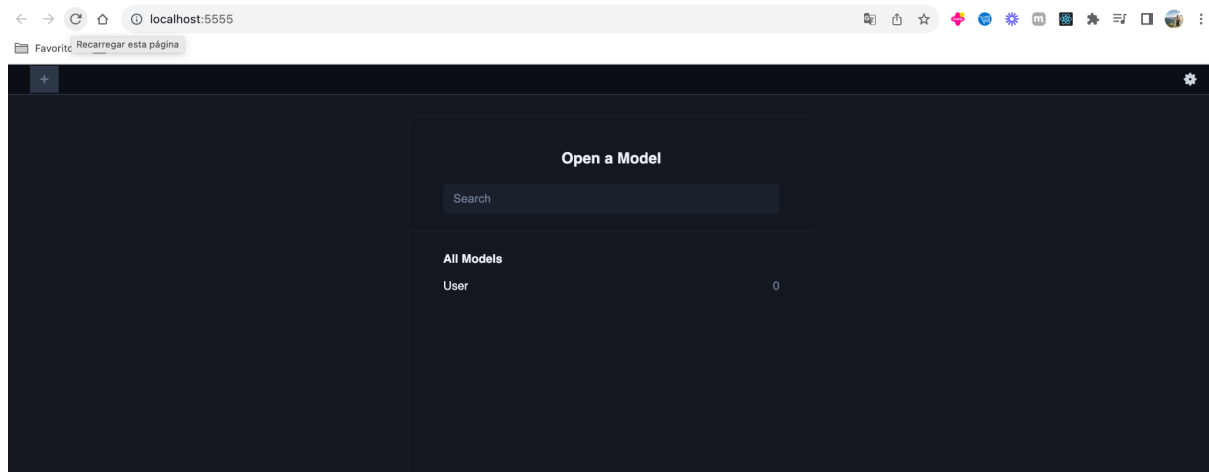 localhost:5555
Favorito
Recarregar esta página
+
Open a Model
Search
All Models
User 0